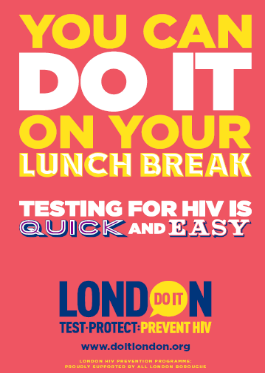 YOU CAN
DO IT
ON YOUR
LUNCH BREAK
TESTING FOR HIV IS
QUICK AND EASY
LONDON DO IT
TEST·PROTECT:PREVENT HIV
www.doitlondon.org
LONDON HIV PREVENTION PROGRAMME:
PROUDLY SUPPORTED BY ALL LONDON BOROUGHS